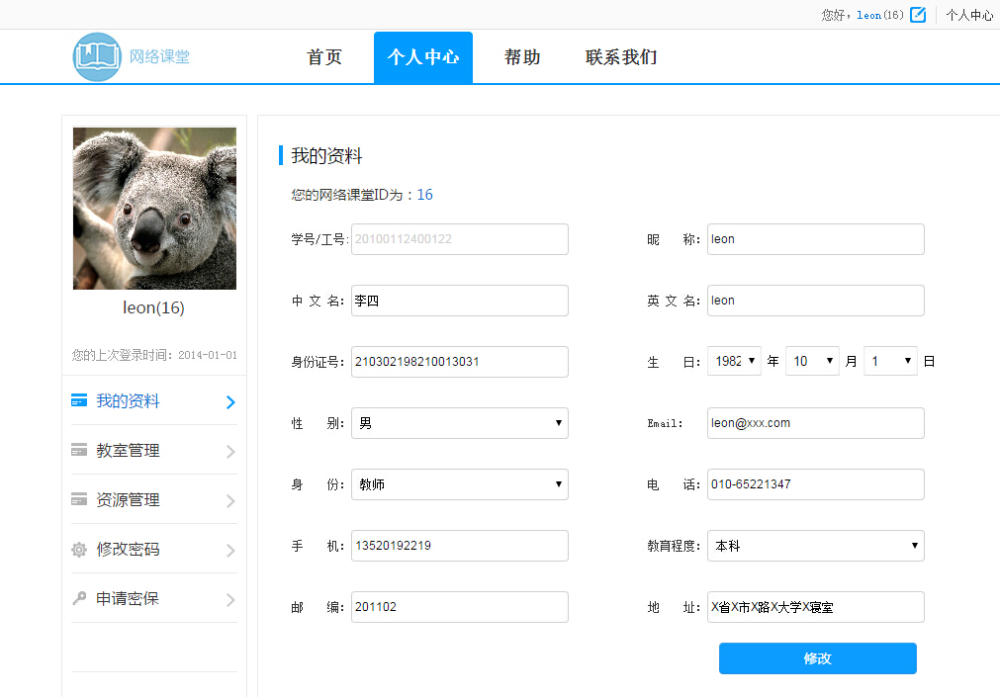 您好，leon(16) 个人中心
网络课堂 首页 个人中心 帮助 联系我们
我的资料
您的网络课堂ID为：16
学号/工号: 20100112400122 昵 称: leon
中 文 名: 李四 英 文 名: leon
身份证号: 210302198210013031 生 日: 1982 年 10 月 1 日
性 别: 男 Email: leon@xxx.com
身 份: 教师 电 话: 010-65221347
手 机: 13520192219 教育程度: 本科
邮 编: 201102 地 址: X省X市X路X大学X寝室
修改
leon(16)
您的上次登录时间: 2014-01-01
我的资料
教室管理
资源管理
修改密码
申请密保